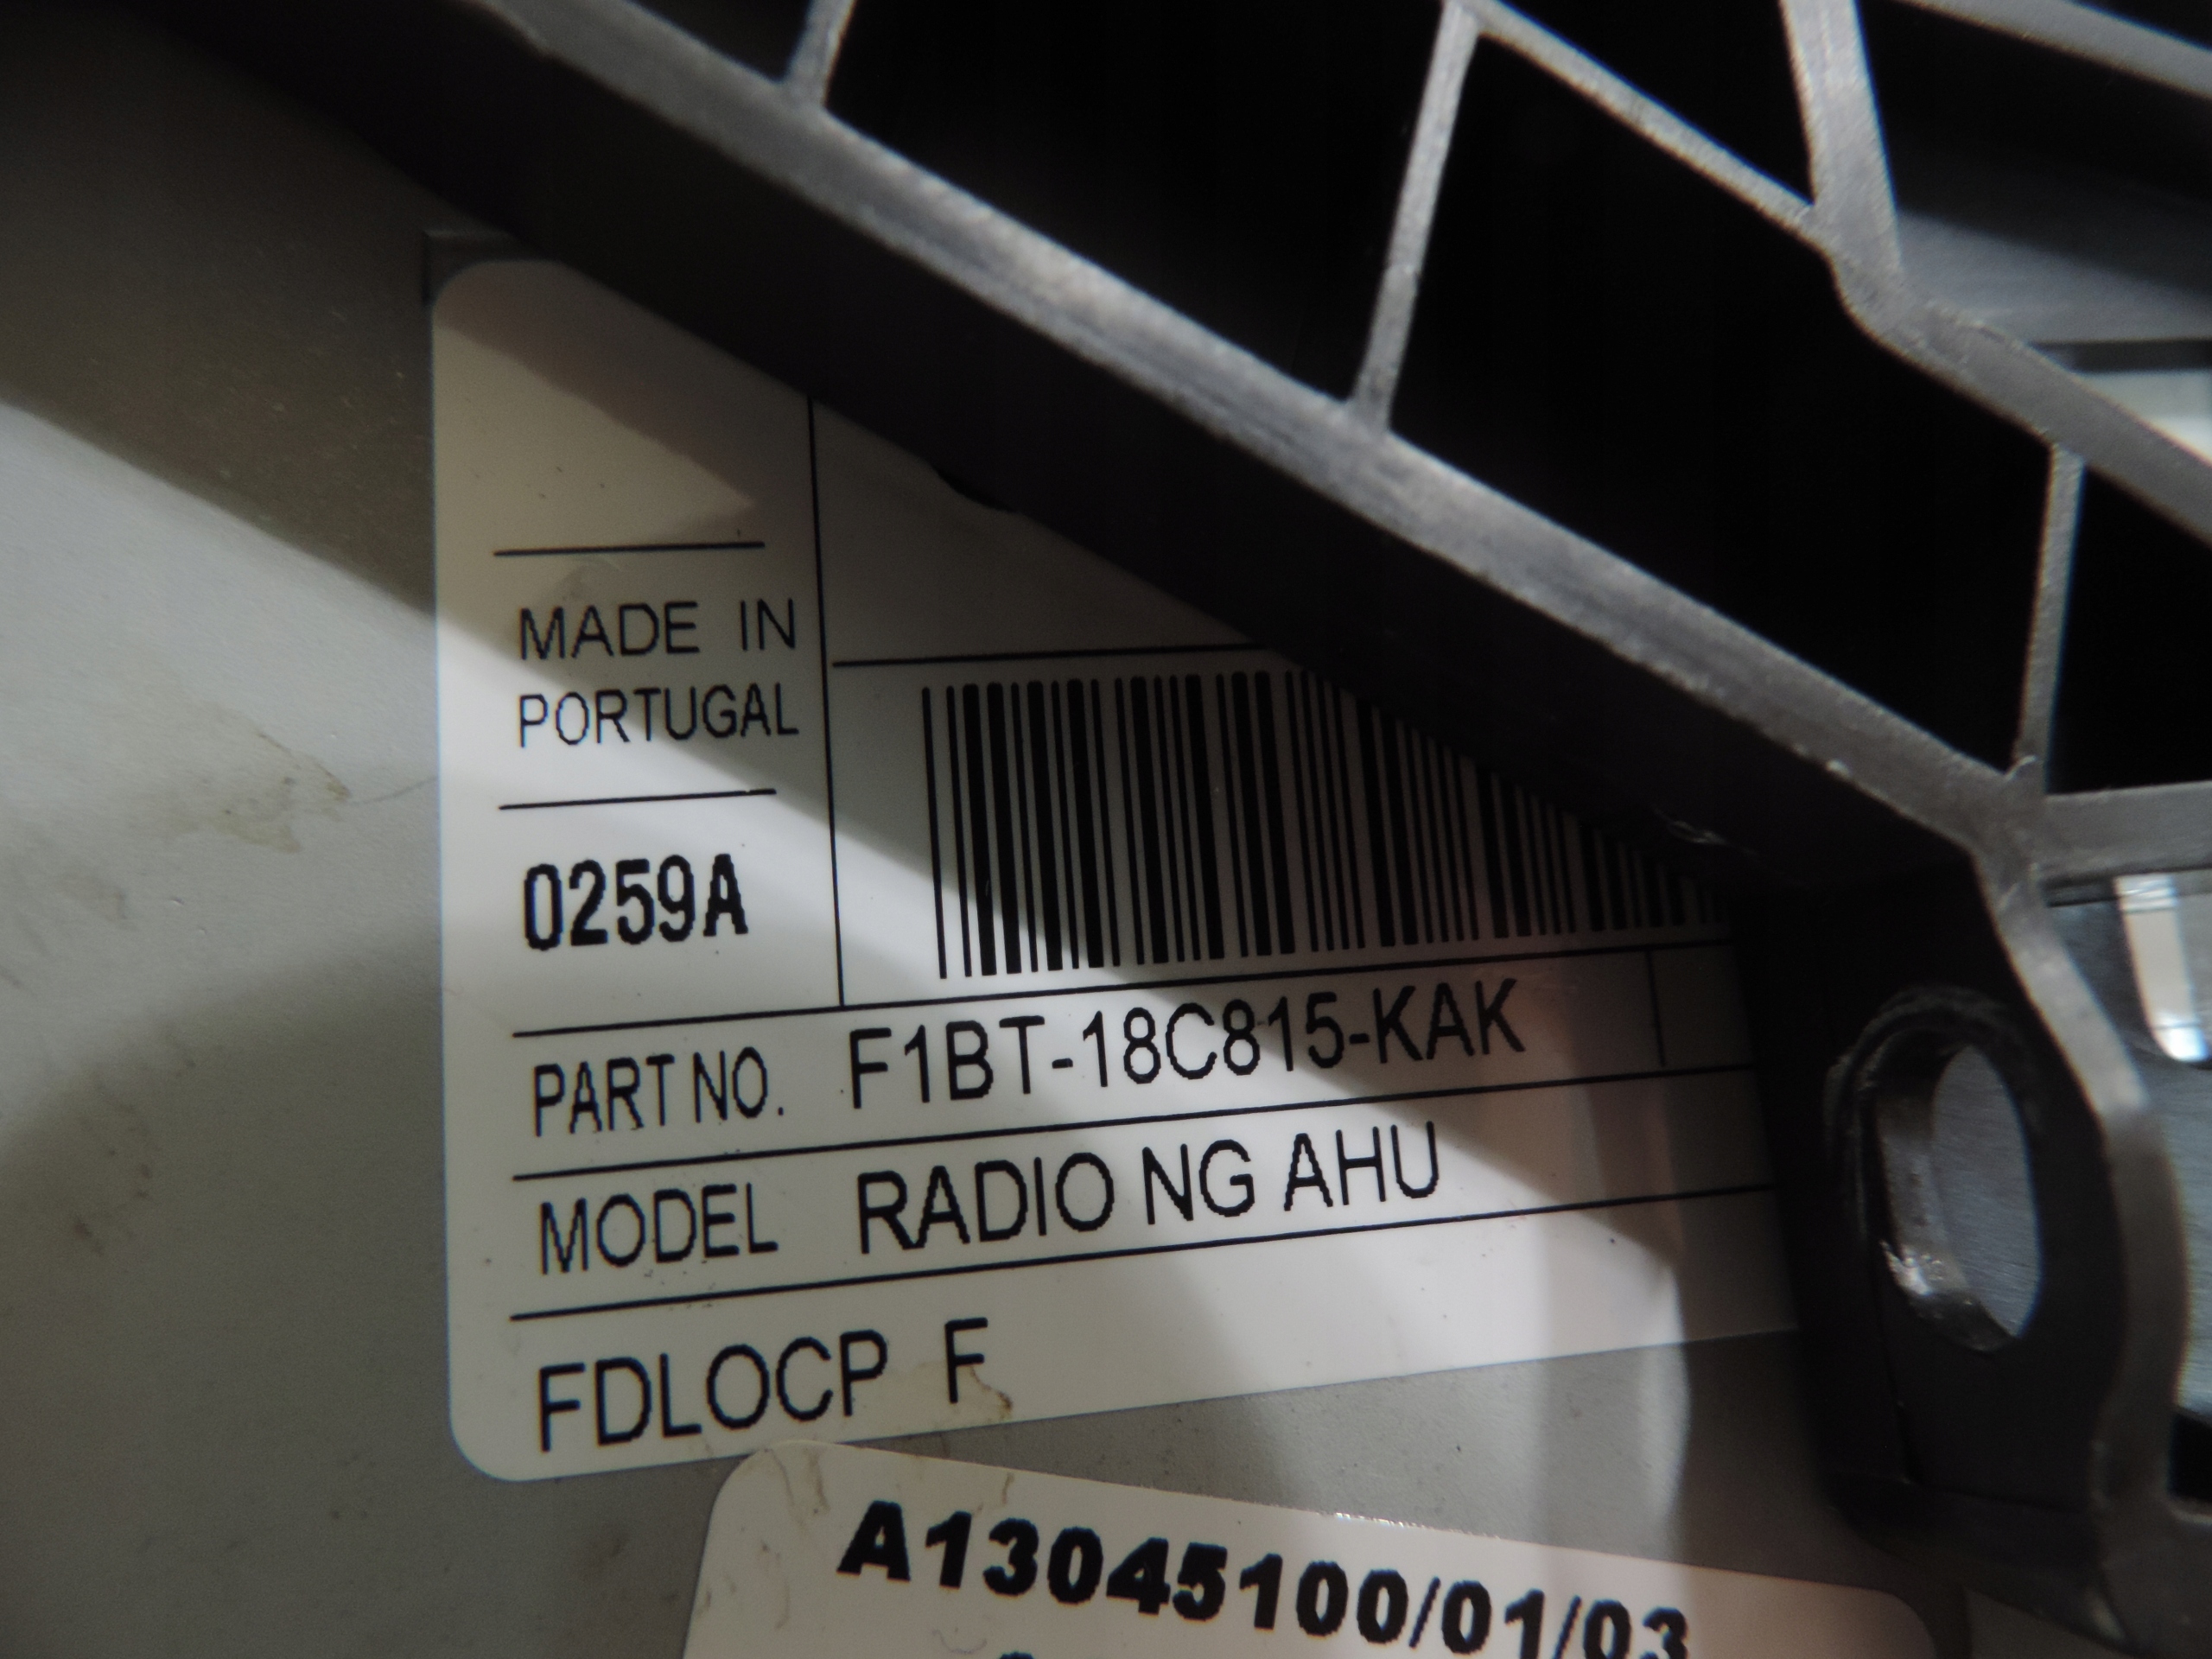 MADE IN
PORTUGAL
0259A
PART NO. F1BT-18C815-KAK
MODEL RADIO NG AHU
FDLOCP F
A13045100/01/03